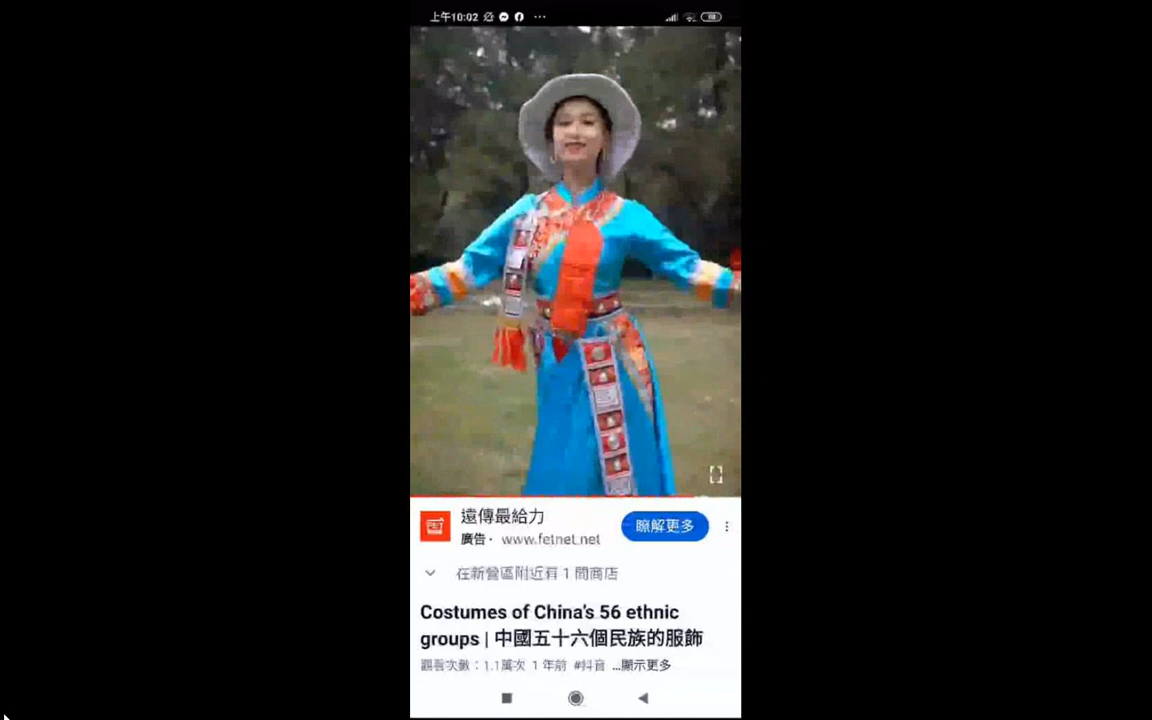 上午10:02
遠傳最給力
瞭解更多
廣告· www.fetnet.net
在新營區附近有 1 間商店
Costumes of China's 56 ethnic
groups | 中國五十六個民族的服飾
觀看次數：1.1萬次 1 年前 #抖音 ...顯示更多